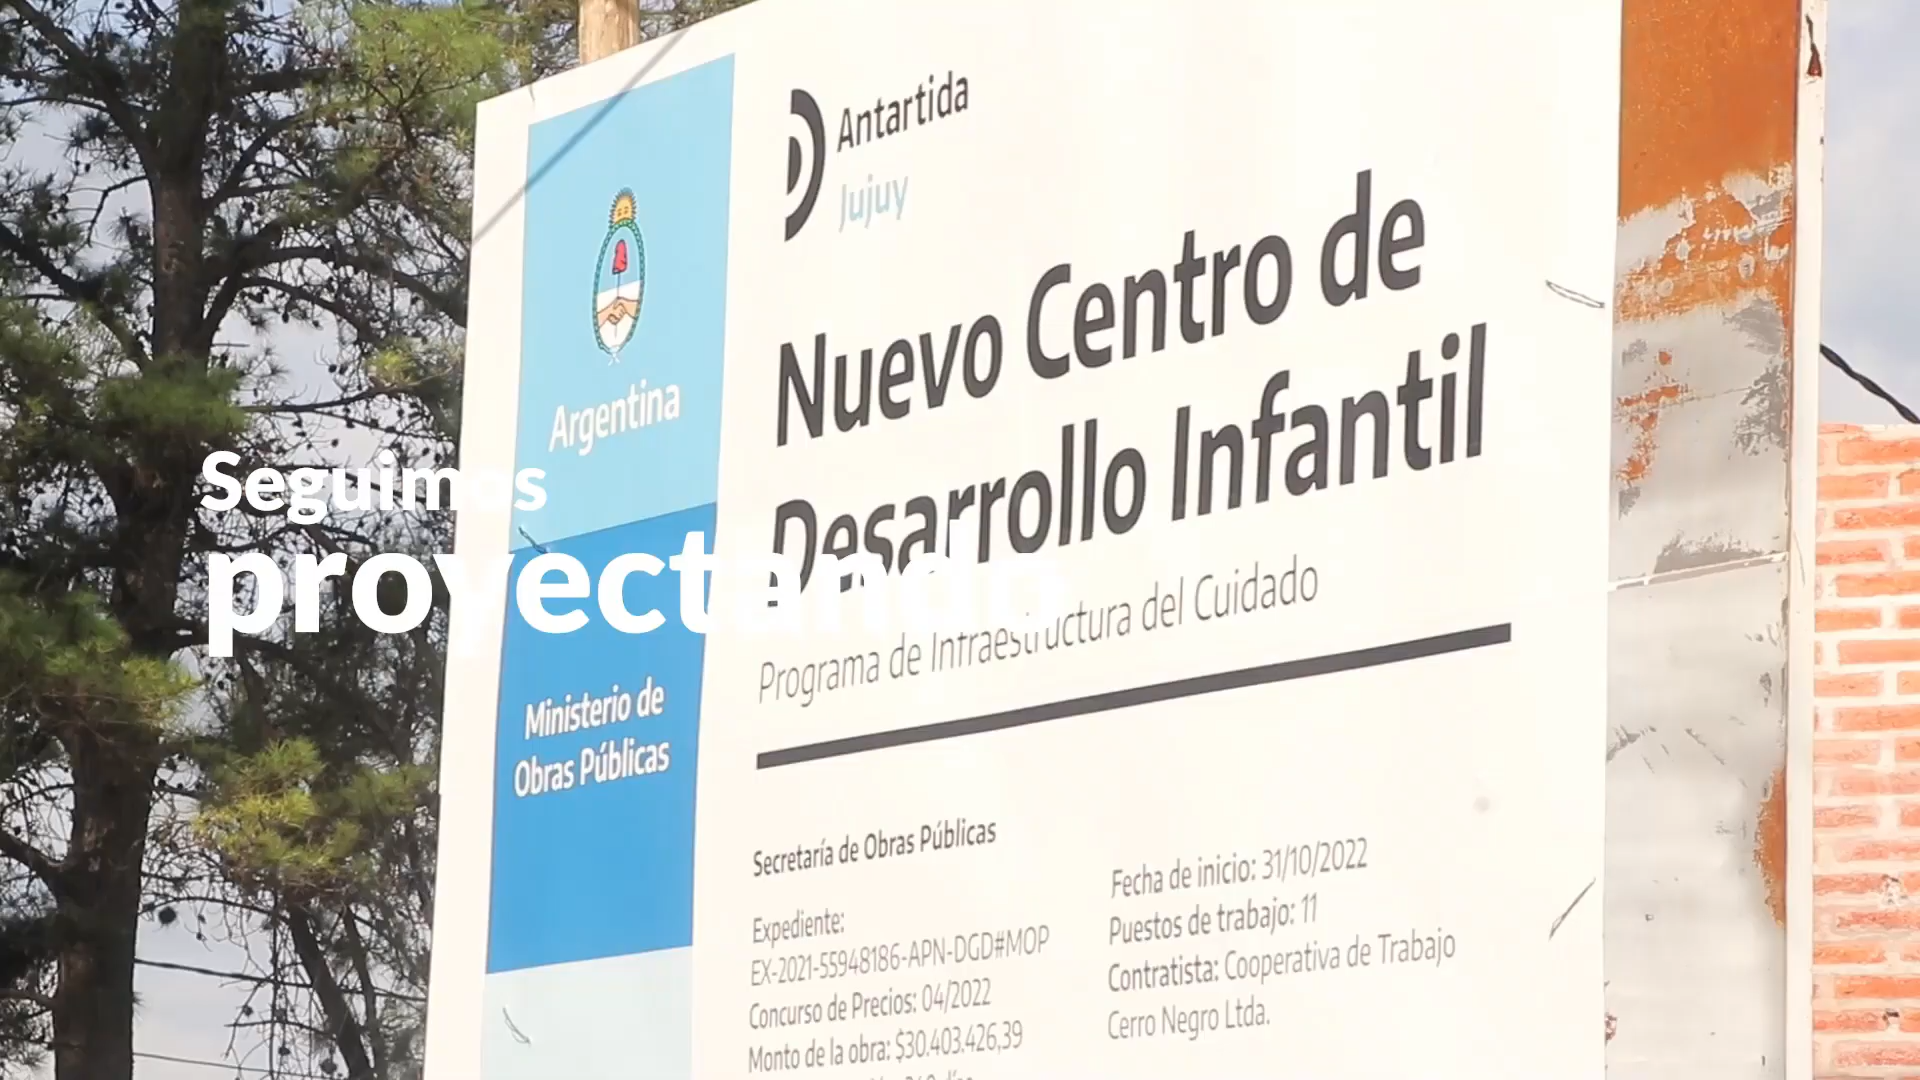 Antartida
Jujuy
Argentina
Nuevo Centro de
Desarrollo Infantil
Programa de Infraestructura del Cuidado
Seguimos
proyectando
Ministerio de
Obras Públicas
Secretaría de Obras Públicas
Expediente:
EX-2021-55948186-APN-DGD#MOP
Concurso de Precios: 04/2022
Monto de la obra: $30.403.426,39
Fecha de inicio: 31/10/2022
Puestos de trabajo: 11
Contratista: Cooperativa de Trabajo
Cerro Negro Ltda.